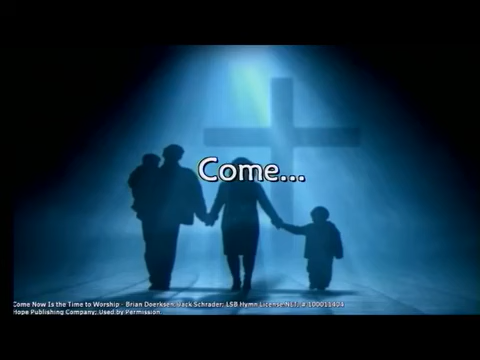 Come...
Come Now Is the Time to Worship - Brian Doerksen; Jack Schrader; LSB Hymn License.NET: # 100011404
Hope Publishing Company; Used by Permission